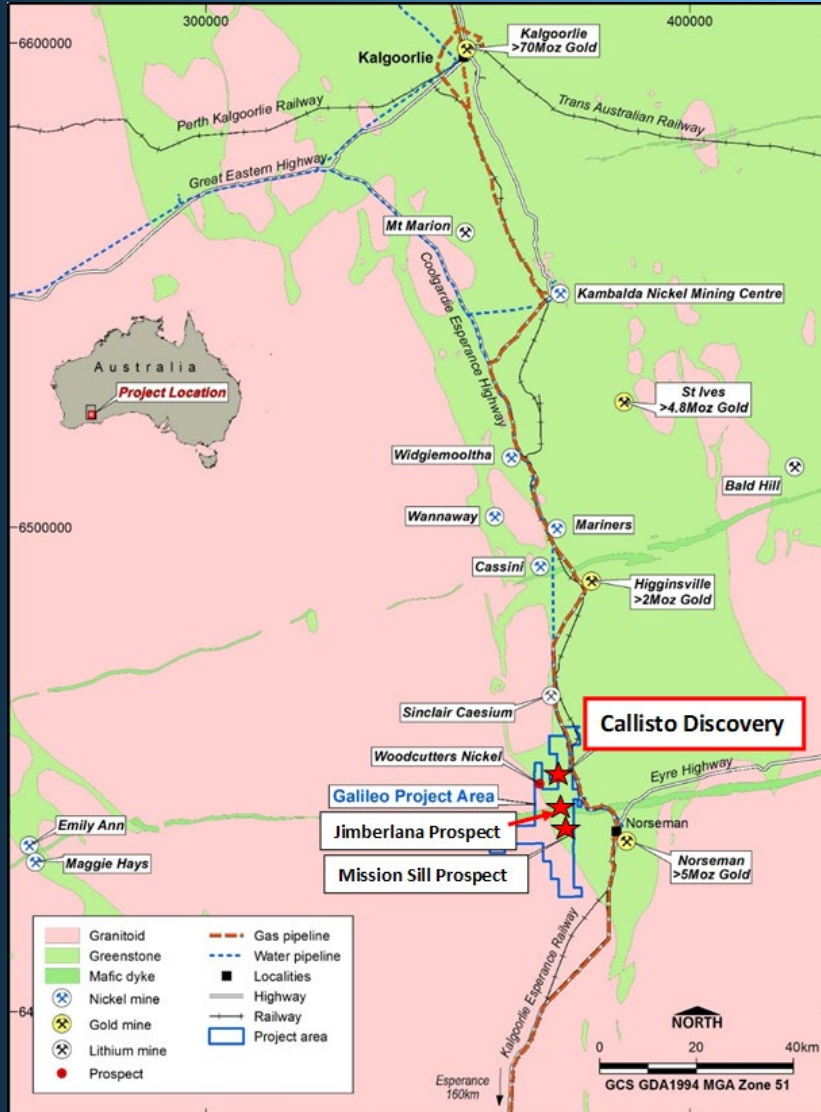 300000
400000
6600000
Kalgoorlie
>70Moz Gold
Kalgoorlie
Perth Kalgoorlie Railway
Trans Australian Railway
Great Eastern Highway
Mt Marion
Coolgardie Esperance Highway
Kambalda Nickel Mining Centre
Australia
Project Location
St Ives
>4.8Moz Gold
Widgiemooltha
Bald Hill
Wannaway
Mariners
6500000
Cassini
Higginsville
>2Moz Gold
Sinclair Caesium
Callisto Discovery
Woodcutters Nickel
Eyre Highway
Galileo Project Area
Emily Ann
Jimberlana Prospect
Norseman
Maggie Hays
Mission Sill Prospect
Norseman
>5Moz Gold
Granitoid
Greenstone
Mafic dyke
Nickel mine
Gold mine
Lithium mine
Prospect
Gas pipeline
Water pipeline
Localities
Highway
Railway
Project area
64
Kalgoorlie Esperance Railway
Esperance
160km
NORTH
0 20 40km
GCS GDA1994 MGA Zone 51